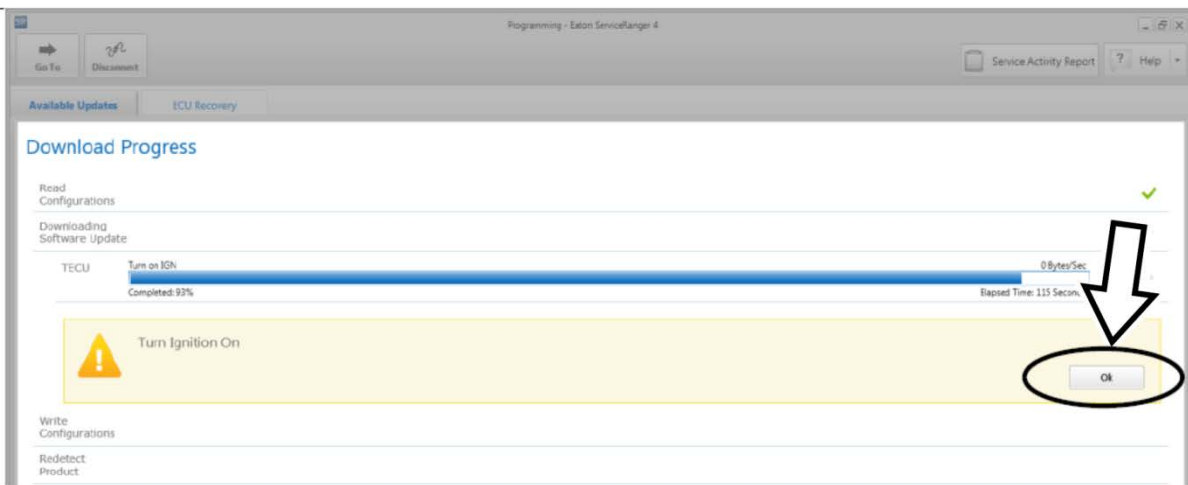 Programming - Eaton ServiceRanger 4
Go To
Disconnect
Service Activity Report
? Help
Available Updates
ECU Recovery
Download Progress
Read
Configurations
Downloading
Software Update
TECU
Turn on IGN
0 Bytes/Sec
Completed: 93%
Elapsed Time: 115 Secon
Turn Ignition On
Ok
Write
Configurations
Redetect
Product